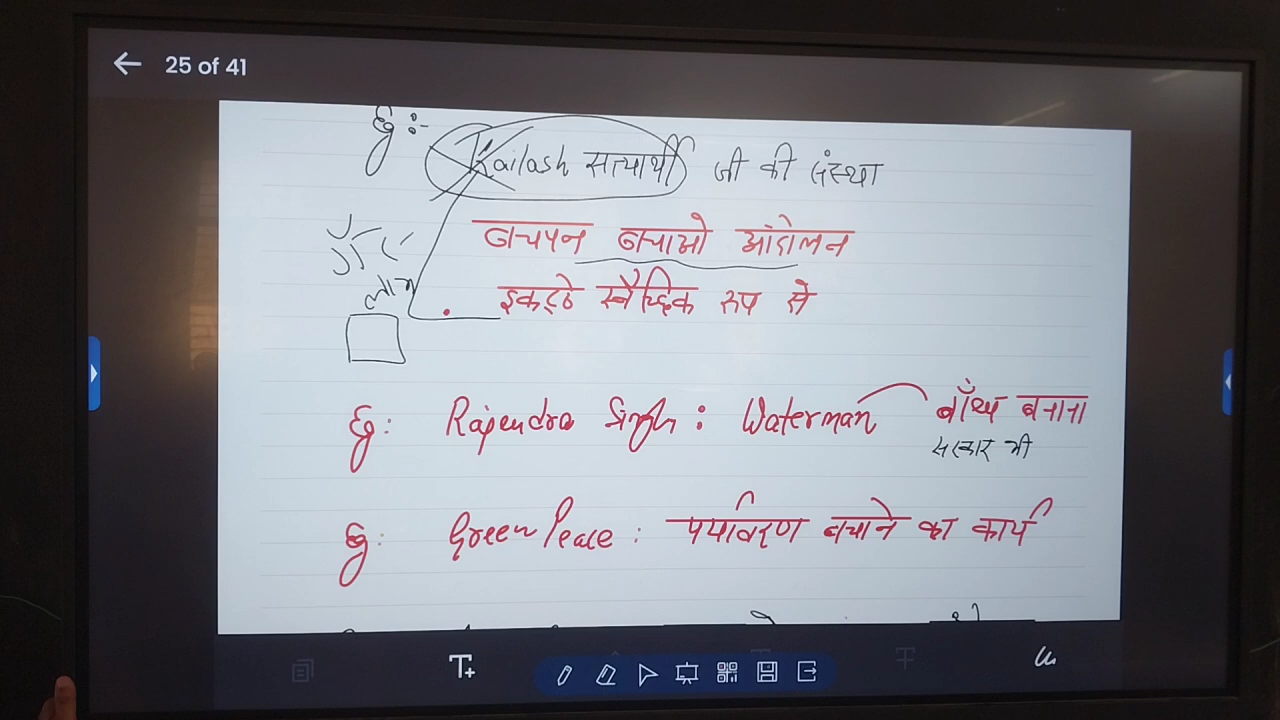 25 of 41
Eg :-
Kailash सत्यार्थी जी की संस्था
बचपन बचाओ आंदोलन
लोग
इकट्ठे स्वैच्छिक रूप से
Eg: Rajendra Singh : Waterman बाँध बनाना
सरकार भी
Eg: Green Peace : पर्यावरण बचाने का कार्य